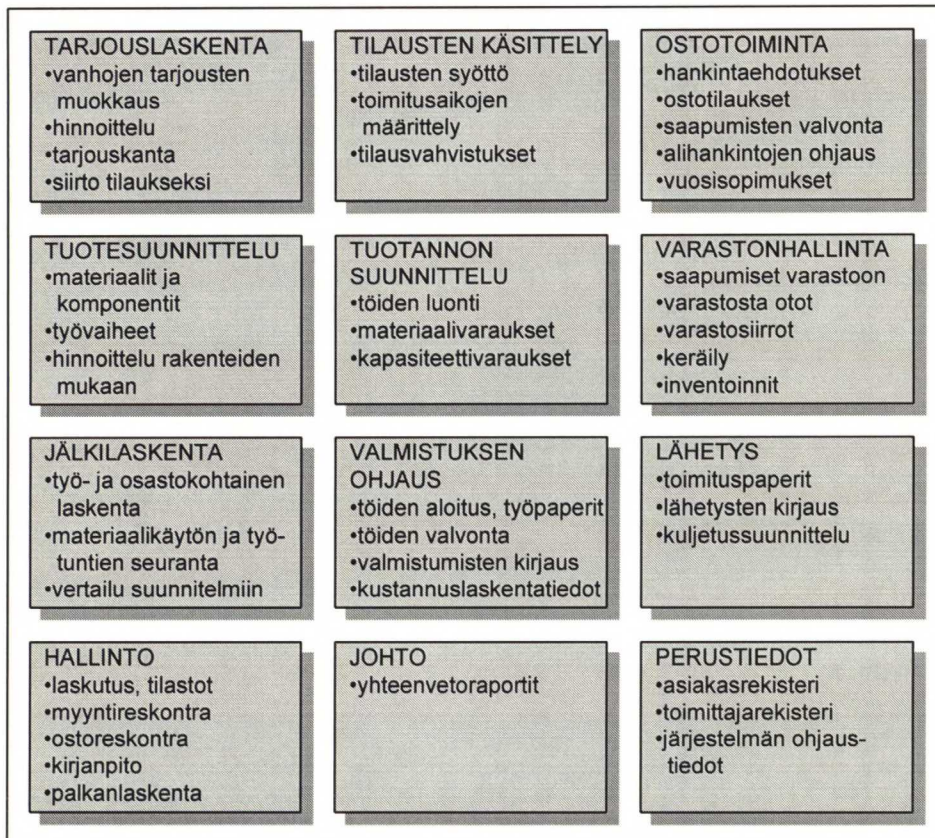 TARJOUSLASKENTA
•vanhojen tarjousten
muokkaus
•hinnoittelu
•tarjouskanta
•siirto tilaukseksi
TILAUSTEN KÄSITTELY
•tilausten syöttö
•toimitusaikojen
määrittely
•tilausvahvistukset
OSTOTOIMINTA
•hankintaehdotukset
•ostotilaukset
•saapumisten valvonta
•alihankintojen ohjaus
•vuosisopimukset
TUOTESUUNNITTELU
•materiaalit ja
komponentit
•työvaiheet
•hinnoittelu rakenteiden
mukaan
TUOTANNON
SUUNNITTELU
•töiden luonti
•materiaalivaraukset
•kapasiteettivaraukset
VARASTONHALLINTA
•saapumiset varastoon
•varastosta otot
•varastosiirrot
•keräily
•inventoinnit
JÄLKILASKENTA
•työ- ja osastokohtainen
laskenta
•materiaalikäytön ja työ-
tuntien seuranta
•vertailu suunnitelmiin
VALMISTUKSEN
OHJAUS
•töiden aloitus, työpaperit
•töiden valvonta
•valmistumisten kirjaus
•kustannuslaskentatiedot
LÄHETYS
•toimituspaperit
•lähetysten kirjaus
•kuljetussuunnittelu
HALLINTO
•laskutus, tilastot
•myyntireskontra
•ostoreskontra
•kirjanpito
•palkanlaskenta
JOHTO
•yhteenvetoraportit
PERUSTIEDOT
•asiakasrekisteri
•toimittajarekisteri
•järjestelmän ohjaus-
tiedot